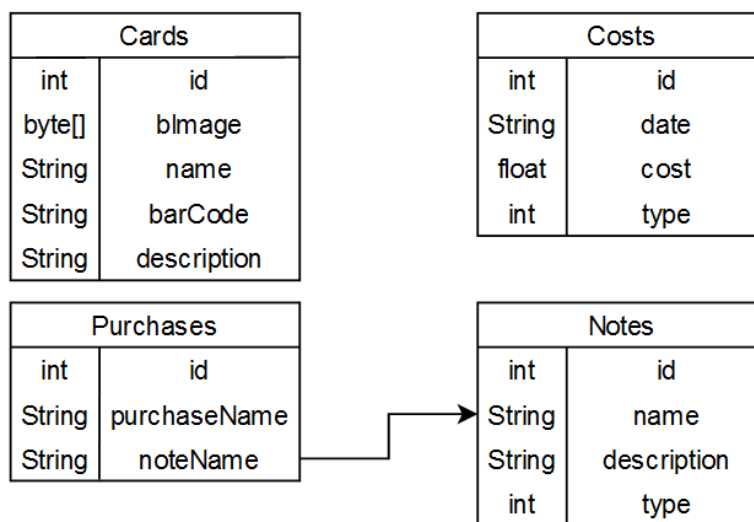 Cards
int id
byte[] bImage
String name
String barCode
String description
Costs
int id
String date
float cost
int type
Purchases
int id
String purchaseName
String noteName
Notes
int id
String name
String description
int type